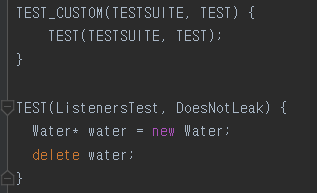 TEST_CUSTOM(TESTSUITE, TEST) {
    TEST(TESTSUITE, TEST);
}

TEST(ListenersTest, DoesNotLeak) {
  Water* water = new Water;
  delete water;
}